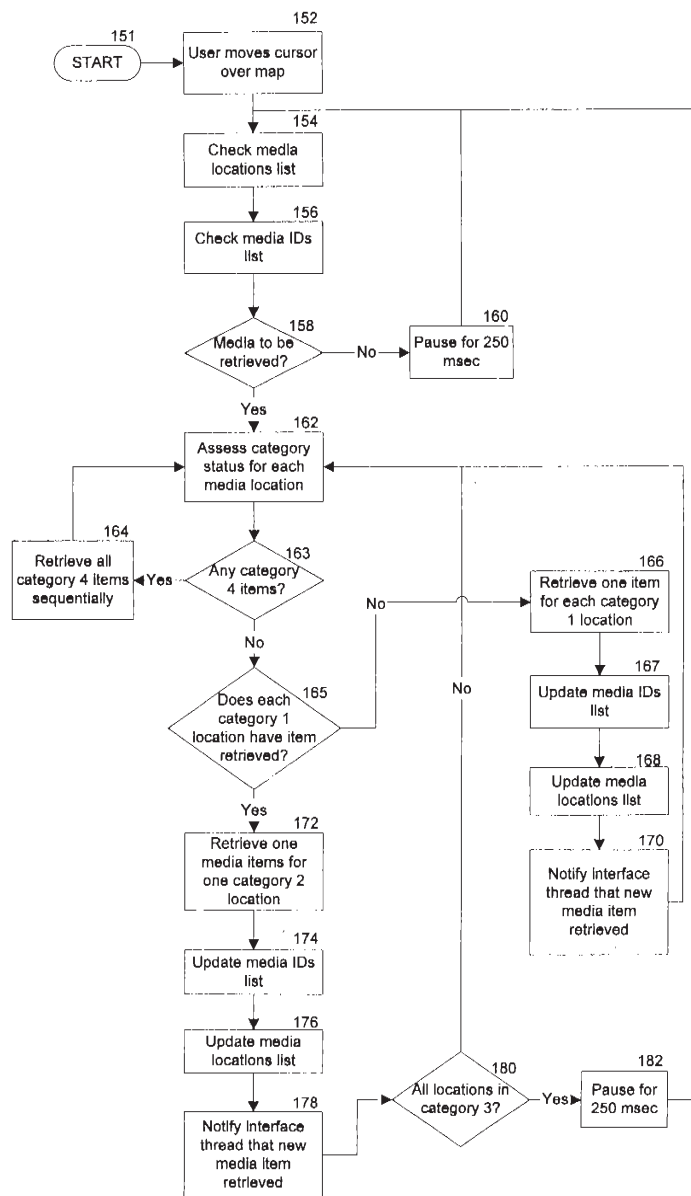 151
START
152
User moves cursor
over map
154
Check media
locations list
156
Check media IDs
list
158
Media to be
retrieved?
No
160
Pause for 250
msec
Yes
162
Assess category
status for each
media location
164
Retrieve all
category 4 items
sequentially
Yes
163
Any category
4 items?
No
165
Does each
category 1
location have item
retrieved?
No
166
Retrieve one item
for each category
1 location
167
Update media IDs
list
168
Update media
locations list
170
Notify interface
thread that new
media item
retrieved
Yes
172
Retrieve one
media items for
one category 2
location
174
Update media IDs
list
176
Update media
locations list
178
Notify interface
thread that new
media item
retrieved
No
180
All locations in
category 3?
Yes
182
Pause for
250 msec